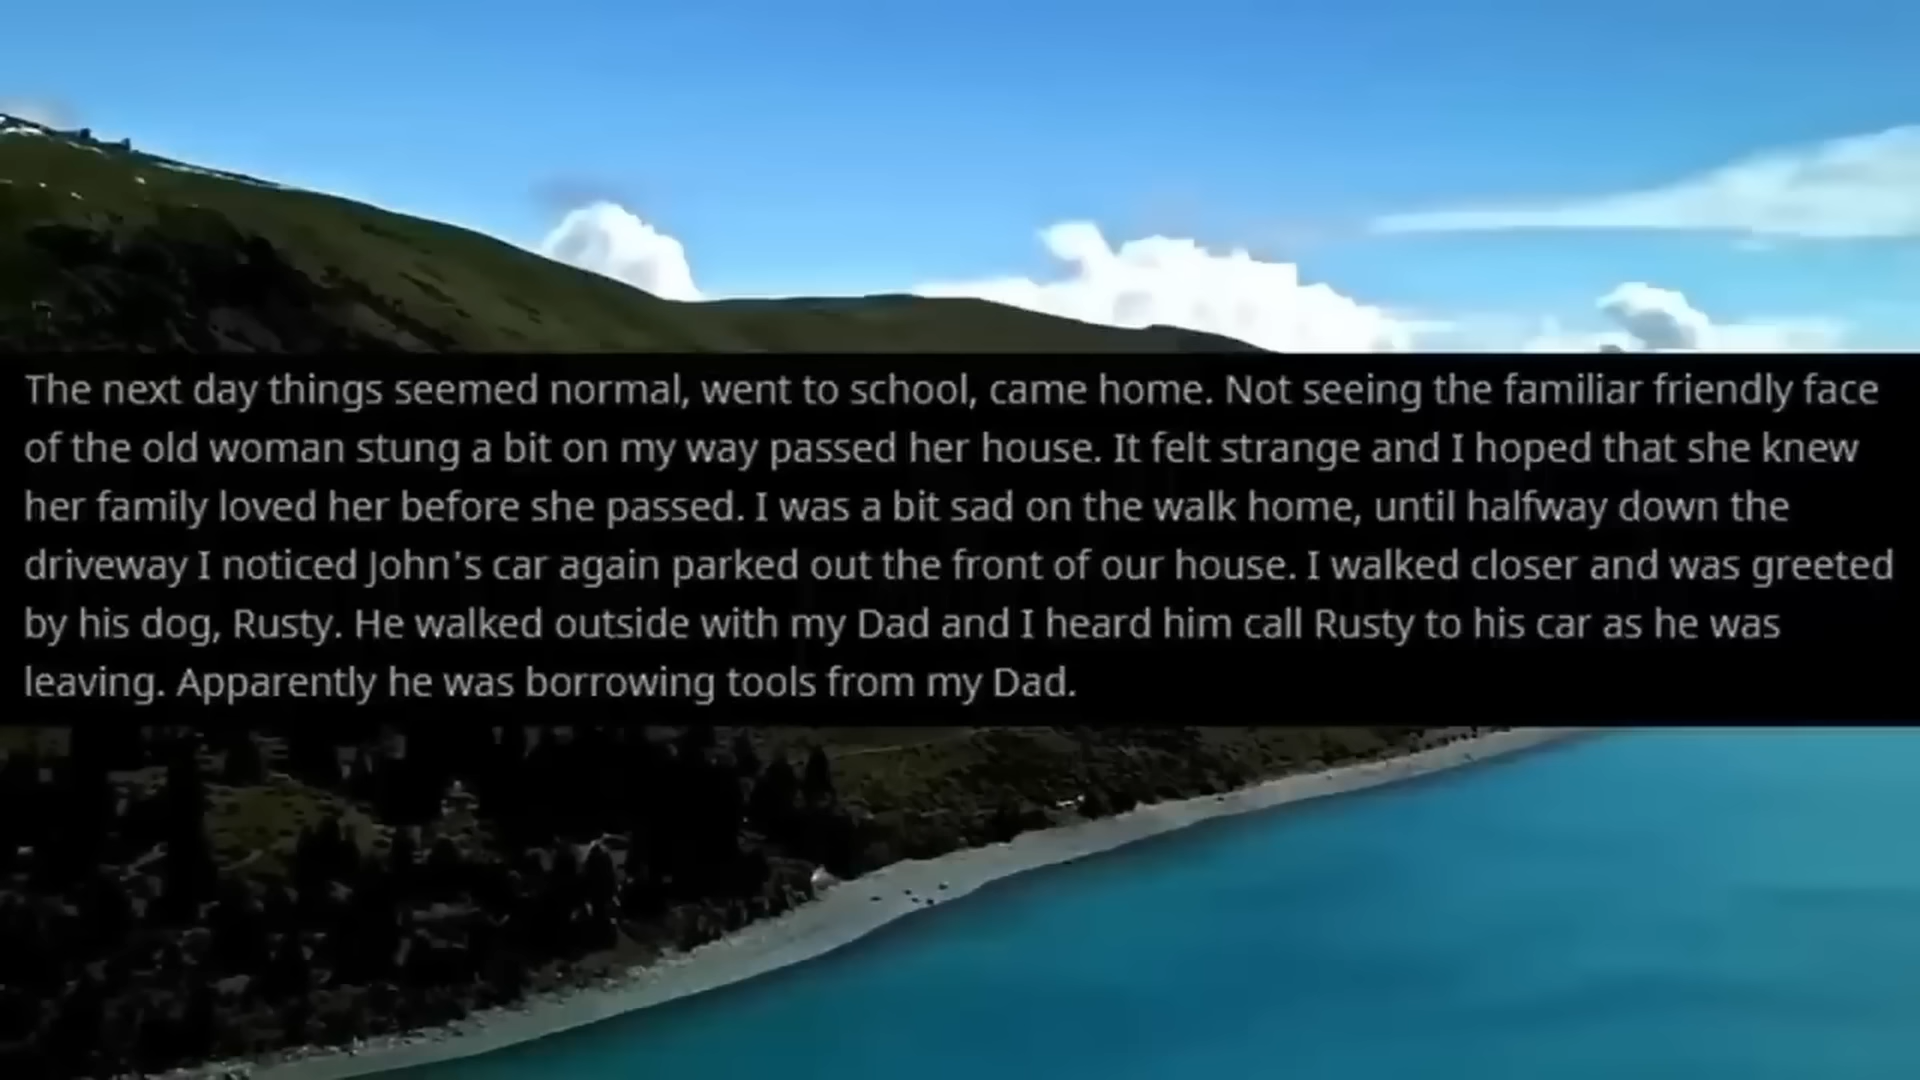 The next day things seemed normal, went to school, came home. Not seeing the familiar friendly face
of the old woman stung a bit on my way passed her house. It felt strange and I hoped that she knew
her family loved her before she passed. I was a bit sad on the walk home, until halfway down the
driveway I noticed John's car again parked out the front of our house. I walked closer and was greeted
by his dog, Rusty. He walked outside with my Dad and I heard him call Rusty to his car as he was
leaving. Apparently he was borrowing tools from my Dad.